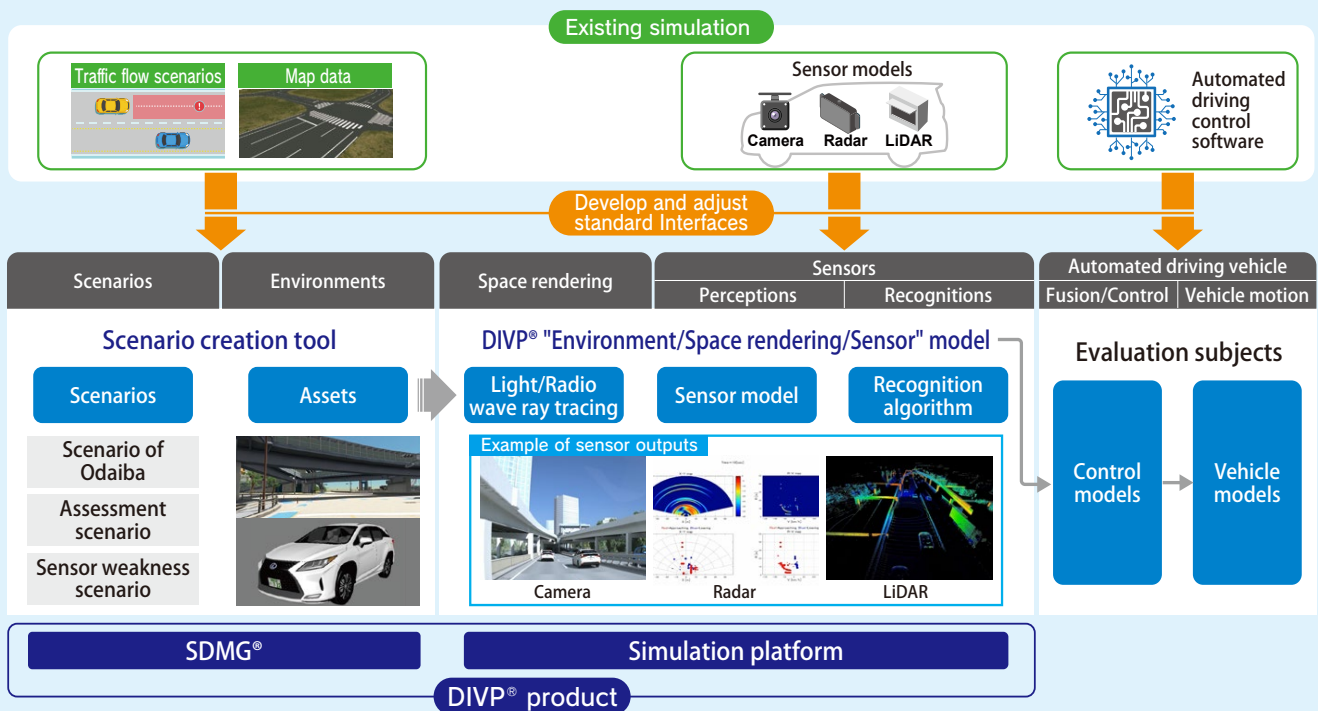 Existing simulation
Traffic flow scenarios
Map data
Sensor models
Camera
Radar
LiDAR
Automated
driving
control
software
Develop and adjust
standard Interfaces
Scenarios
Environments
Space rendering
Sensors
Perceptions
Recognitions
Automated driving vehicle
Fusion/Control
Vehicle motion
Scenario creation tool
DIVP® "Environment/Space rendering/Sensor" model
Evaluation subjects
Scenarios
Assets
Light/Radio
wave ray tracing
Sensor model
Recognition
algorithm
Scenario of
Odaiba
Assessment
scenario
Sensor weakness
scenario
Example of sensor outputs
Camera
Radar
LiDAR
Control
models
Vehicle
models
SDMG®
Simulation platform
DIVP® product